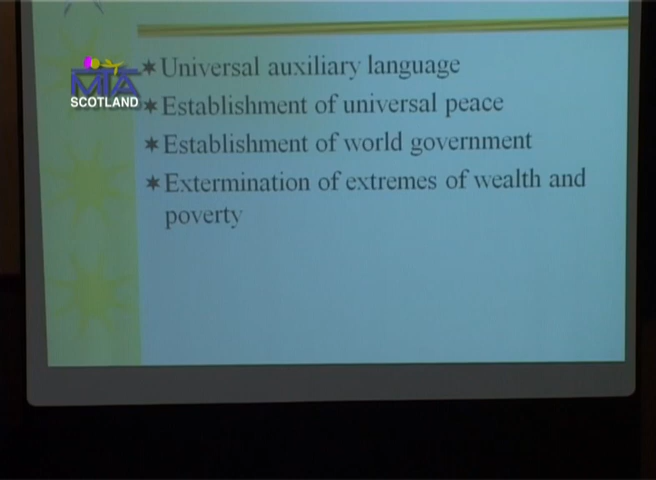 Universal auxiliary language
MTA
SCOTLAND
Establishment of universal peace
Establishment of world government
Extermination of extremes of wealth and
poverty